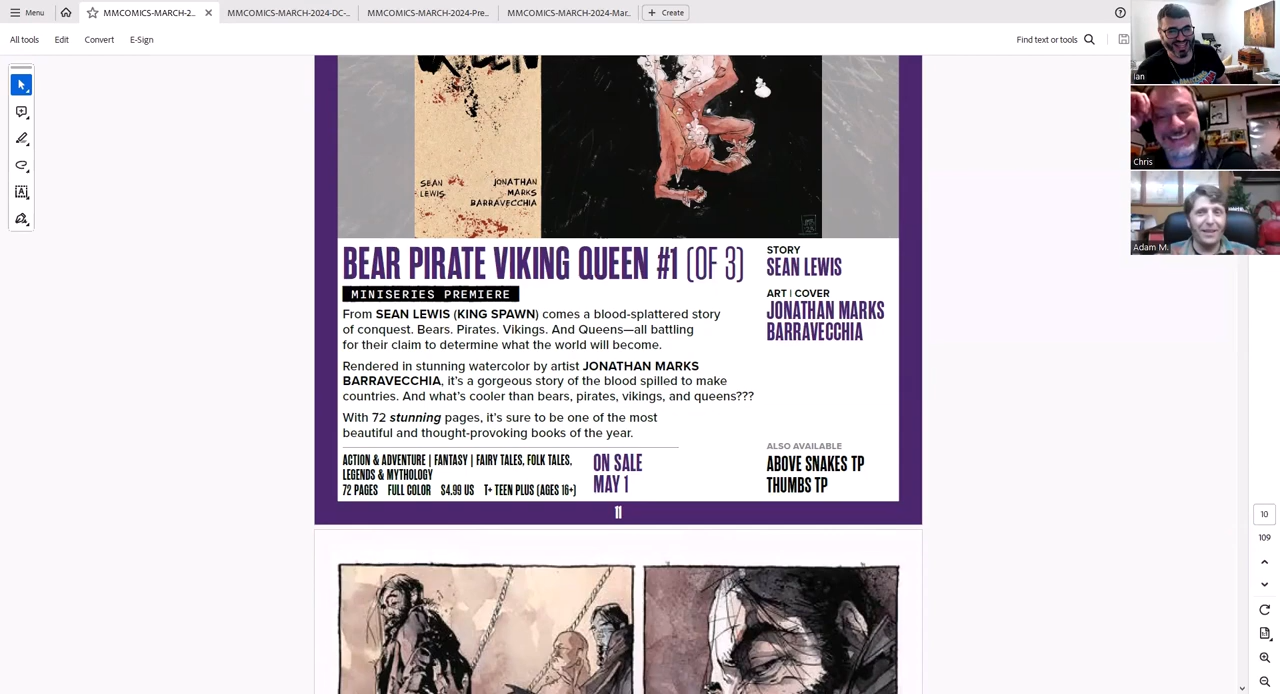 Menu
MMCOMICS-MARCH-2...
MMCOMICS-MARCH-2024-DC-...
MMCOMICS-MARCH-2024-Pre...
MMCOMICS-MARCH-2024-Mar...
Create
All tools
Edit
Convert
E-Sign
Find text or tools
Ian
Chris
Adam M.
SEAN
LEWIS
JONATHAN
MARKS
BARRAVECCHIA
BEAR PIRATE VIKING QUEEN #1 (OF 3)
MINISERIES PREMIERE
From SEAN LEWIS (KING SPAWN) comes a blood-splattered story
of conquest. Bears. Pirates. Vikings. And Queens—all battling
for their claim to determine what the world will become.
Rendered in stunning watercolor by artist JONATHAN MARKS
BARRAVECCHIA, it's a gorgeous story of the blood spilled to make
countries. And what's cooler than bears, pirates, vikings, and queens???
With 72 stunning pages, it's sure to be one of the most
beautiful and thought-provoking books of the year.
ACTION & ADVENTURE | FANTASY | FAIRY TALES, FOLK TALES,
LEGENDS & MYTHOLOGY
72 PAGES FULL COLOR $4.99 US T+ TEEN PLUS (AGES 16+)
ON SALE
MAY 1
STORY
SEAN LEWIS
ART | COVER
JONATHAN MARKS
BARRAVECCHIA
ALSO AVAILABLE
ABOVE SNAKES TP
THUMBS TP
11
10
109